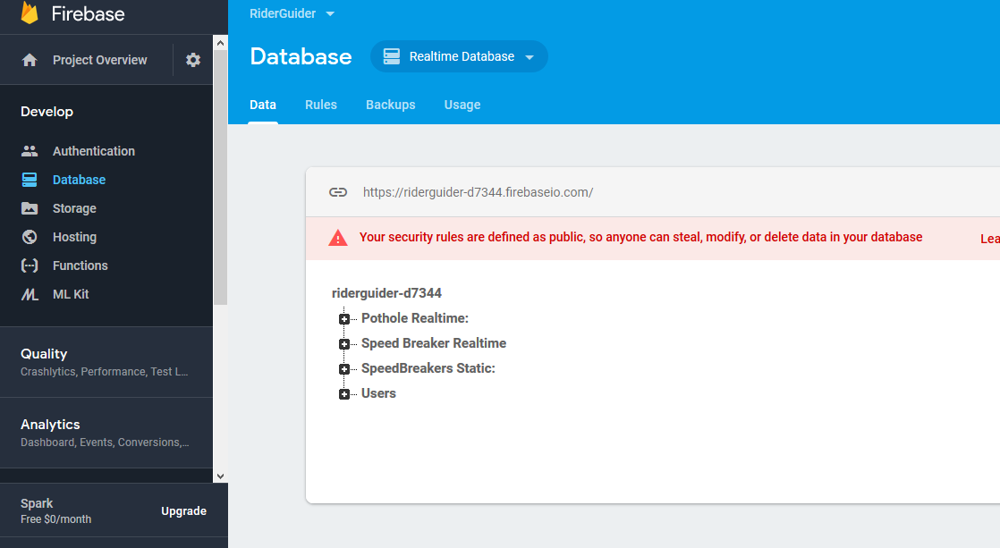 Firebase
Project Overview
Develop
Authentication
Database
Storage
Hosting
Functions
ML Kit
Quality
Crashlytics, Performance, Test L...
Analytics
Dashboard, Events, Conversions,...
Spark
Free $0/month
Upgrade
RiderGuider
Database
Realtime Database
Data Rules Backups Usage
https://riderguider-d7344.firebaseio.com/
Your security rules are defined as public, so anyone can steal, modify, or delete data in your database Lea
riderguider-d7344
Pothole Realtime:
Speed Breaker Realtime
SpeedBreakers Static:
Users